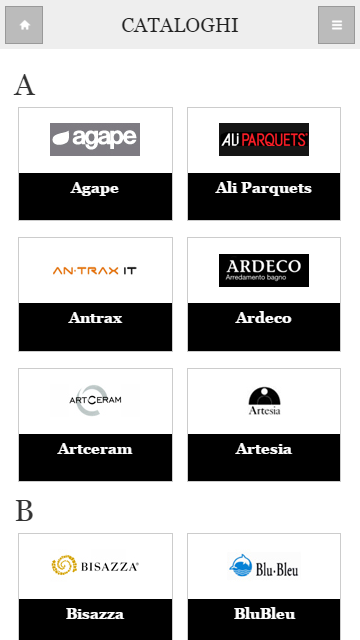 CATALOGHI
A
agape
ALi PARQUETS
Agape
Ali Parquets
AN·TRAX IT
ARDECO
Arredamento bagno
Antrax
Ardeco
ARTCERAM
Artesia
Artceram
Artesia
B
BISAZZA®
Blu·Bleu
Bisazza
BluBleu